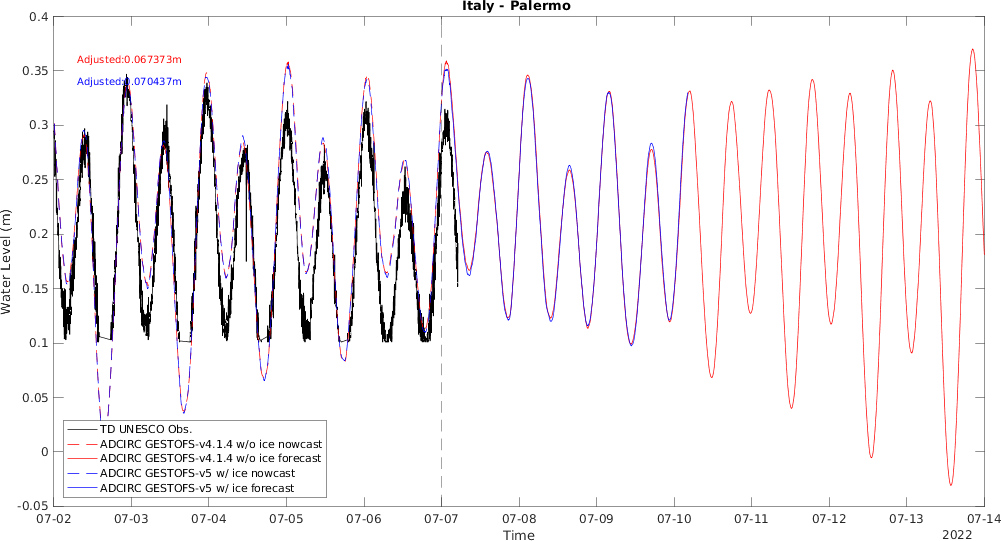 Italy - Palermo
0.4
0.35
0.3
0.25
0.2
0.15
0.1
0.05
0
-0.05
Water Level (m)
Adjusted:0.067373m
Adjusted:0.070437m
TD UNESCO Obs.
ADCIRC GESTOFS-v4.1.4 w/o ice nowcast
ADCIRC GESTOFS-v4.1.4 w/o ice forecast
ADCIRC GESTOFS-v5 w/ ice nowcast
ADCIRC GESTOFS-v5 w/ ice forecast
07-02 07-03 07-04 07-05 07-06 07-07 07-08 07-09 07-10 07-11 07-12 07-13 07-14
Time
2022